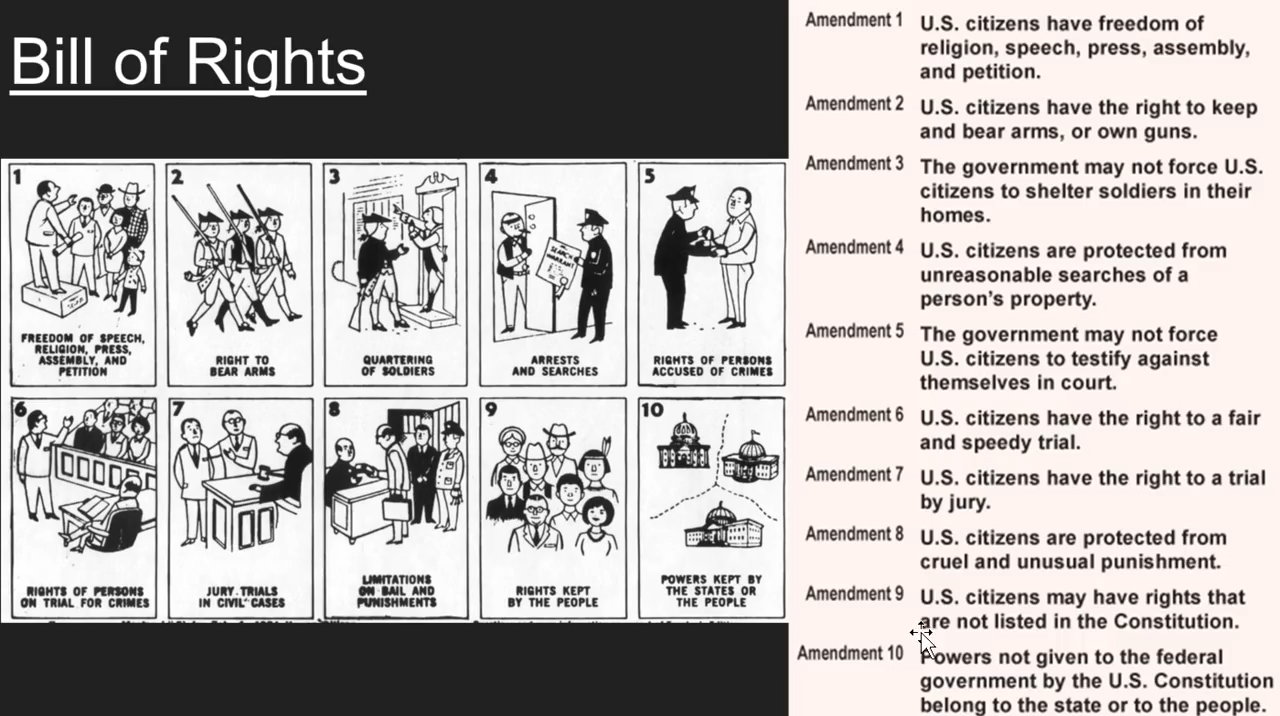 Bill of Rights
1
FREEDOM OF SPEECH,
RELIGION, PRESS,
ASSEMBLY, AND
PETITION
2
RIGHT TO
BEAR ARMS
3
QUARTERING
OF SOLDIERS
4
SEARCH
WARRANT
ARRESTS
AND SEARCHES
5
RIGHTS OF PERSONS
ACCUSED OF CRIMES
6
RIGHTS OF PERSONS
ON TRIAL FOR CRIMES
7
JURY TRIALS
IN CIVIL CASES
8
LIMITATIONS
ON BAIL AND
PUNISHMENTS
9
RIGHTS KEPT
BY THE PEOPLE
10
POWERS KEPT BY
THE STATES OR
THE PEOPLE
Amendment 1 U.S. citizens have freedom of
religion, speech, press, assembly,
and petition.
Amendment 2 U.S. citizens have the right to keep
and bear arms, or own guns.
Amendment 3 The government may not force U.S.
citizens to shelter soldiers in their
homes.
Amendment 4 U.S. citizens are protected from
unreasonable searches of a
person's property.
Amendment 5 The government may not force
U.S. citizens to testify against
themselves in court.
Amendment 6 U.S. citizens have the right to a fair
and speedy trial.
Amendment 7 U.S. citizens have the right to a trial
by jury.
Amendment 8 U.S. citizens are protected from
cruel and unusual punishment.
Amendment 9 U.S. citizens may have rights that
are not listed in the Constitution.
Amendment 10 Powers not given to the federal
government by the U.S. Constitution
belong to the state or to the people.